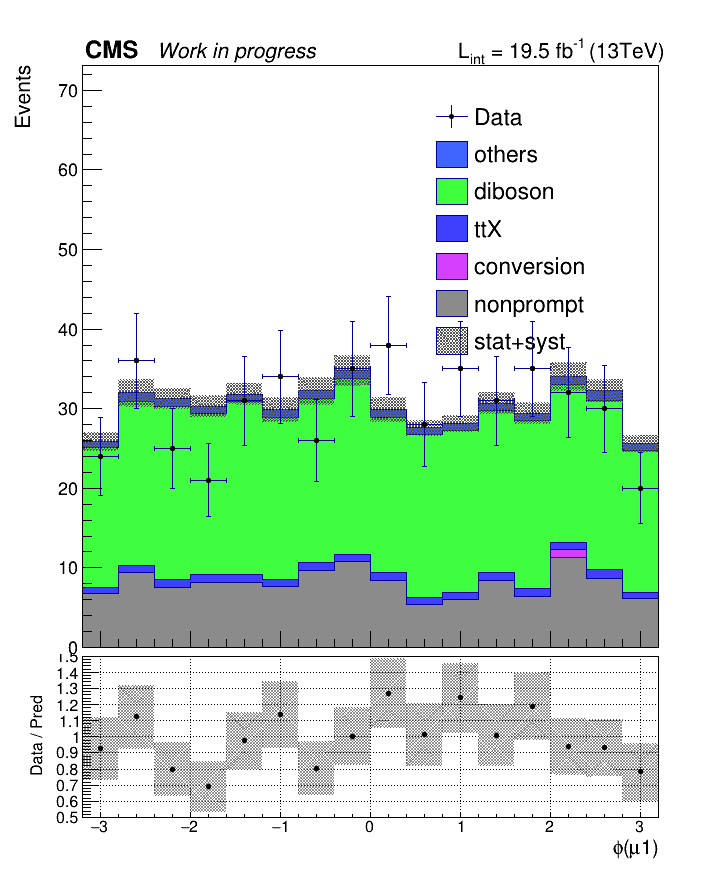 CMS Work in progress L_int = 19.5 fb^-1 (13TeV)
Events
70
60
50
40
30
20
10
0
Data
others
diboson
ttX
conversion
nonprompt
stat+syst
Data / Pred
1.5
1.4
1.3
1.2
1.1
1
0.9
0.8
0.7
0.6
0.5
−3 −2 −1 0 1 2 3
ϕ(μ1)